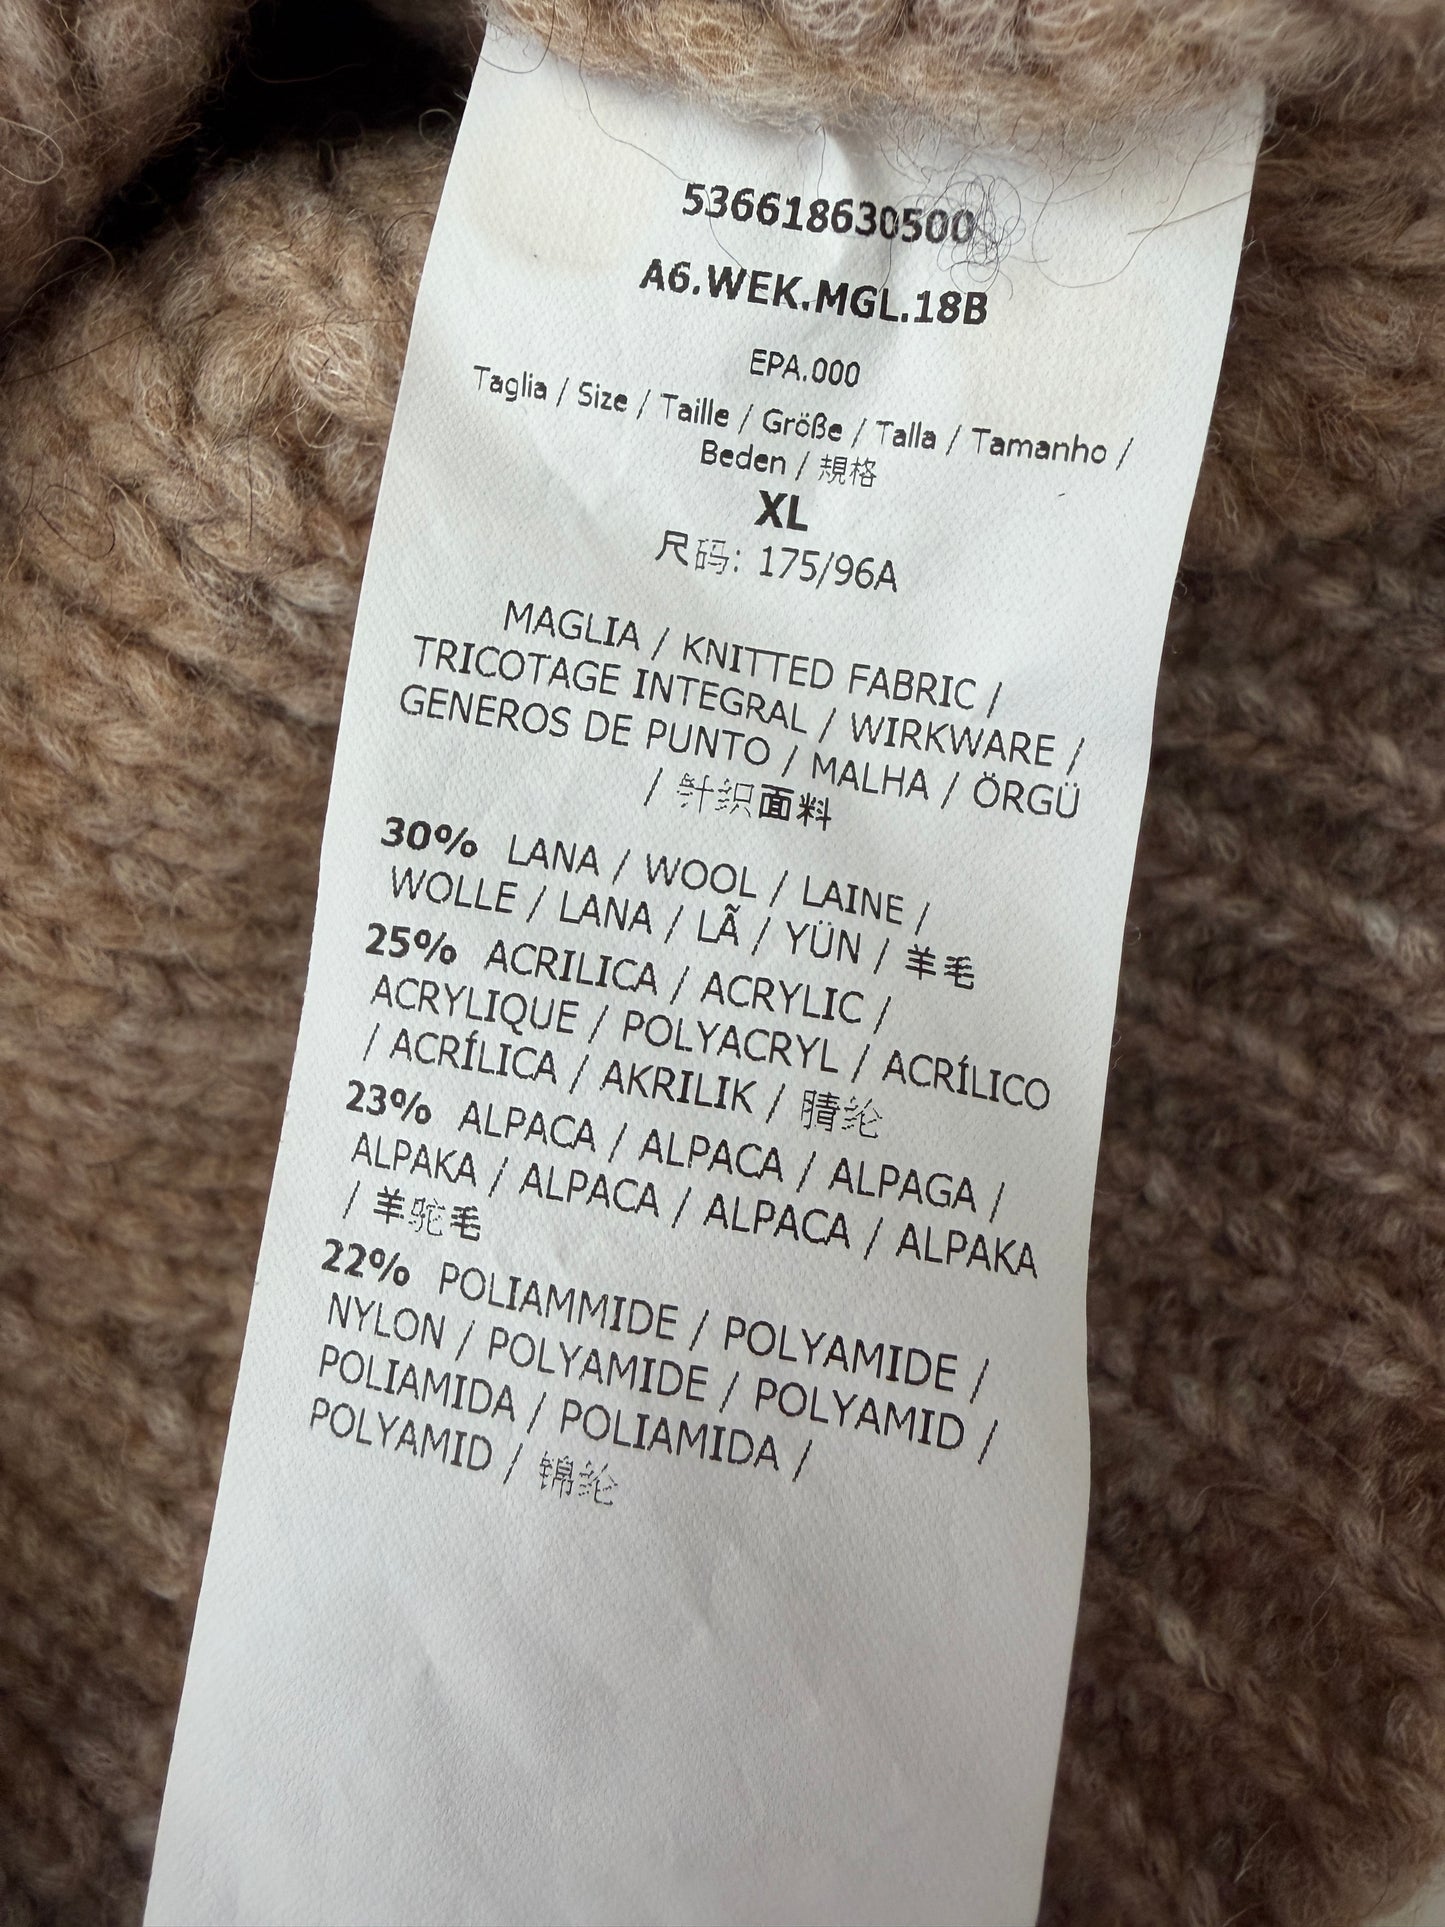 536618630500
A6.WEK.MGL.18B
EPA.000
Taglia / Size / Taille / Größe / Talla / Tamanho /
Beden / 規格
XL
尺码: 175/96A
MAGLIA / KNITTED FABRIC /
TRICOTAGE INTEGRAL / WIRKWARE /
GENEROS DE PUNTO / MALHA / ÖRGÜ
/ 针织面料
30% LANA / WOOL / LAINE /
WOLLE / LANA / LÃ / YÜN / 羊毛
25% ACRILICA / ACRYLIC /
ACRYLIQUE / POLYACRYL / ACRÍLICO
/ ACRÍLICA / AKRILIK / 腈纶
23% ALPACA / ALPACA / ALPAGA /
ALPAKA / ALPACA / ALPACA / ALPAKA
/ 羊驼毛
22% POLIAMMIDE / POLYAMIDE /
NYLON / POLYAMIDE / POLYAMID /
POLIAMIDA / POLIAMIDA /
POLYAMID / 锦纶